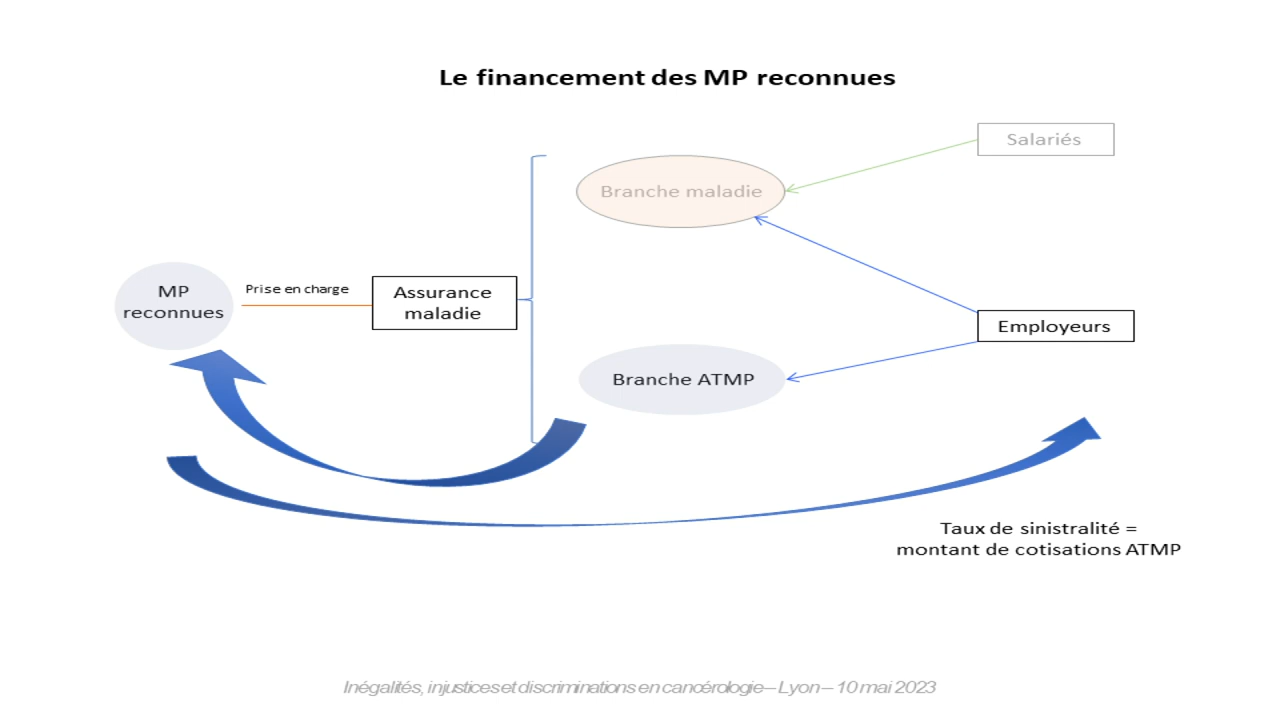 Le financement des MP reconnues
Salariés
Branche maladie
MP
reconnues
Prise en charge
Assurance
maladie
Employeurs
Branche ATMP
Taux de sinistralité =
montant de cotisations ATMP
Inégalités, injustices et discriminations en cancérologie – Lyon – 10 mai 2023